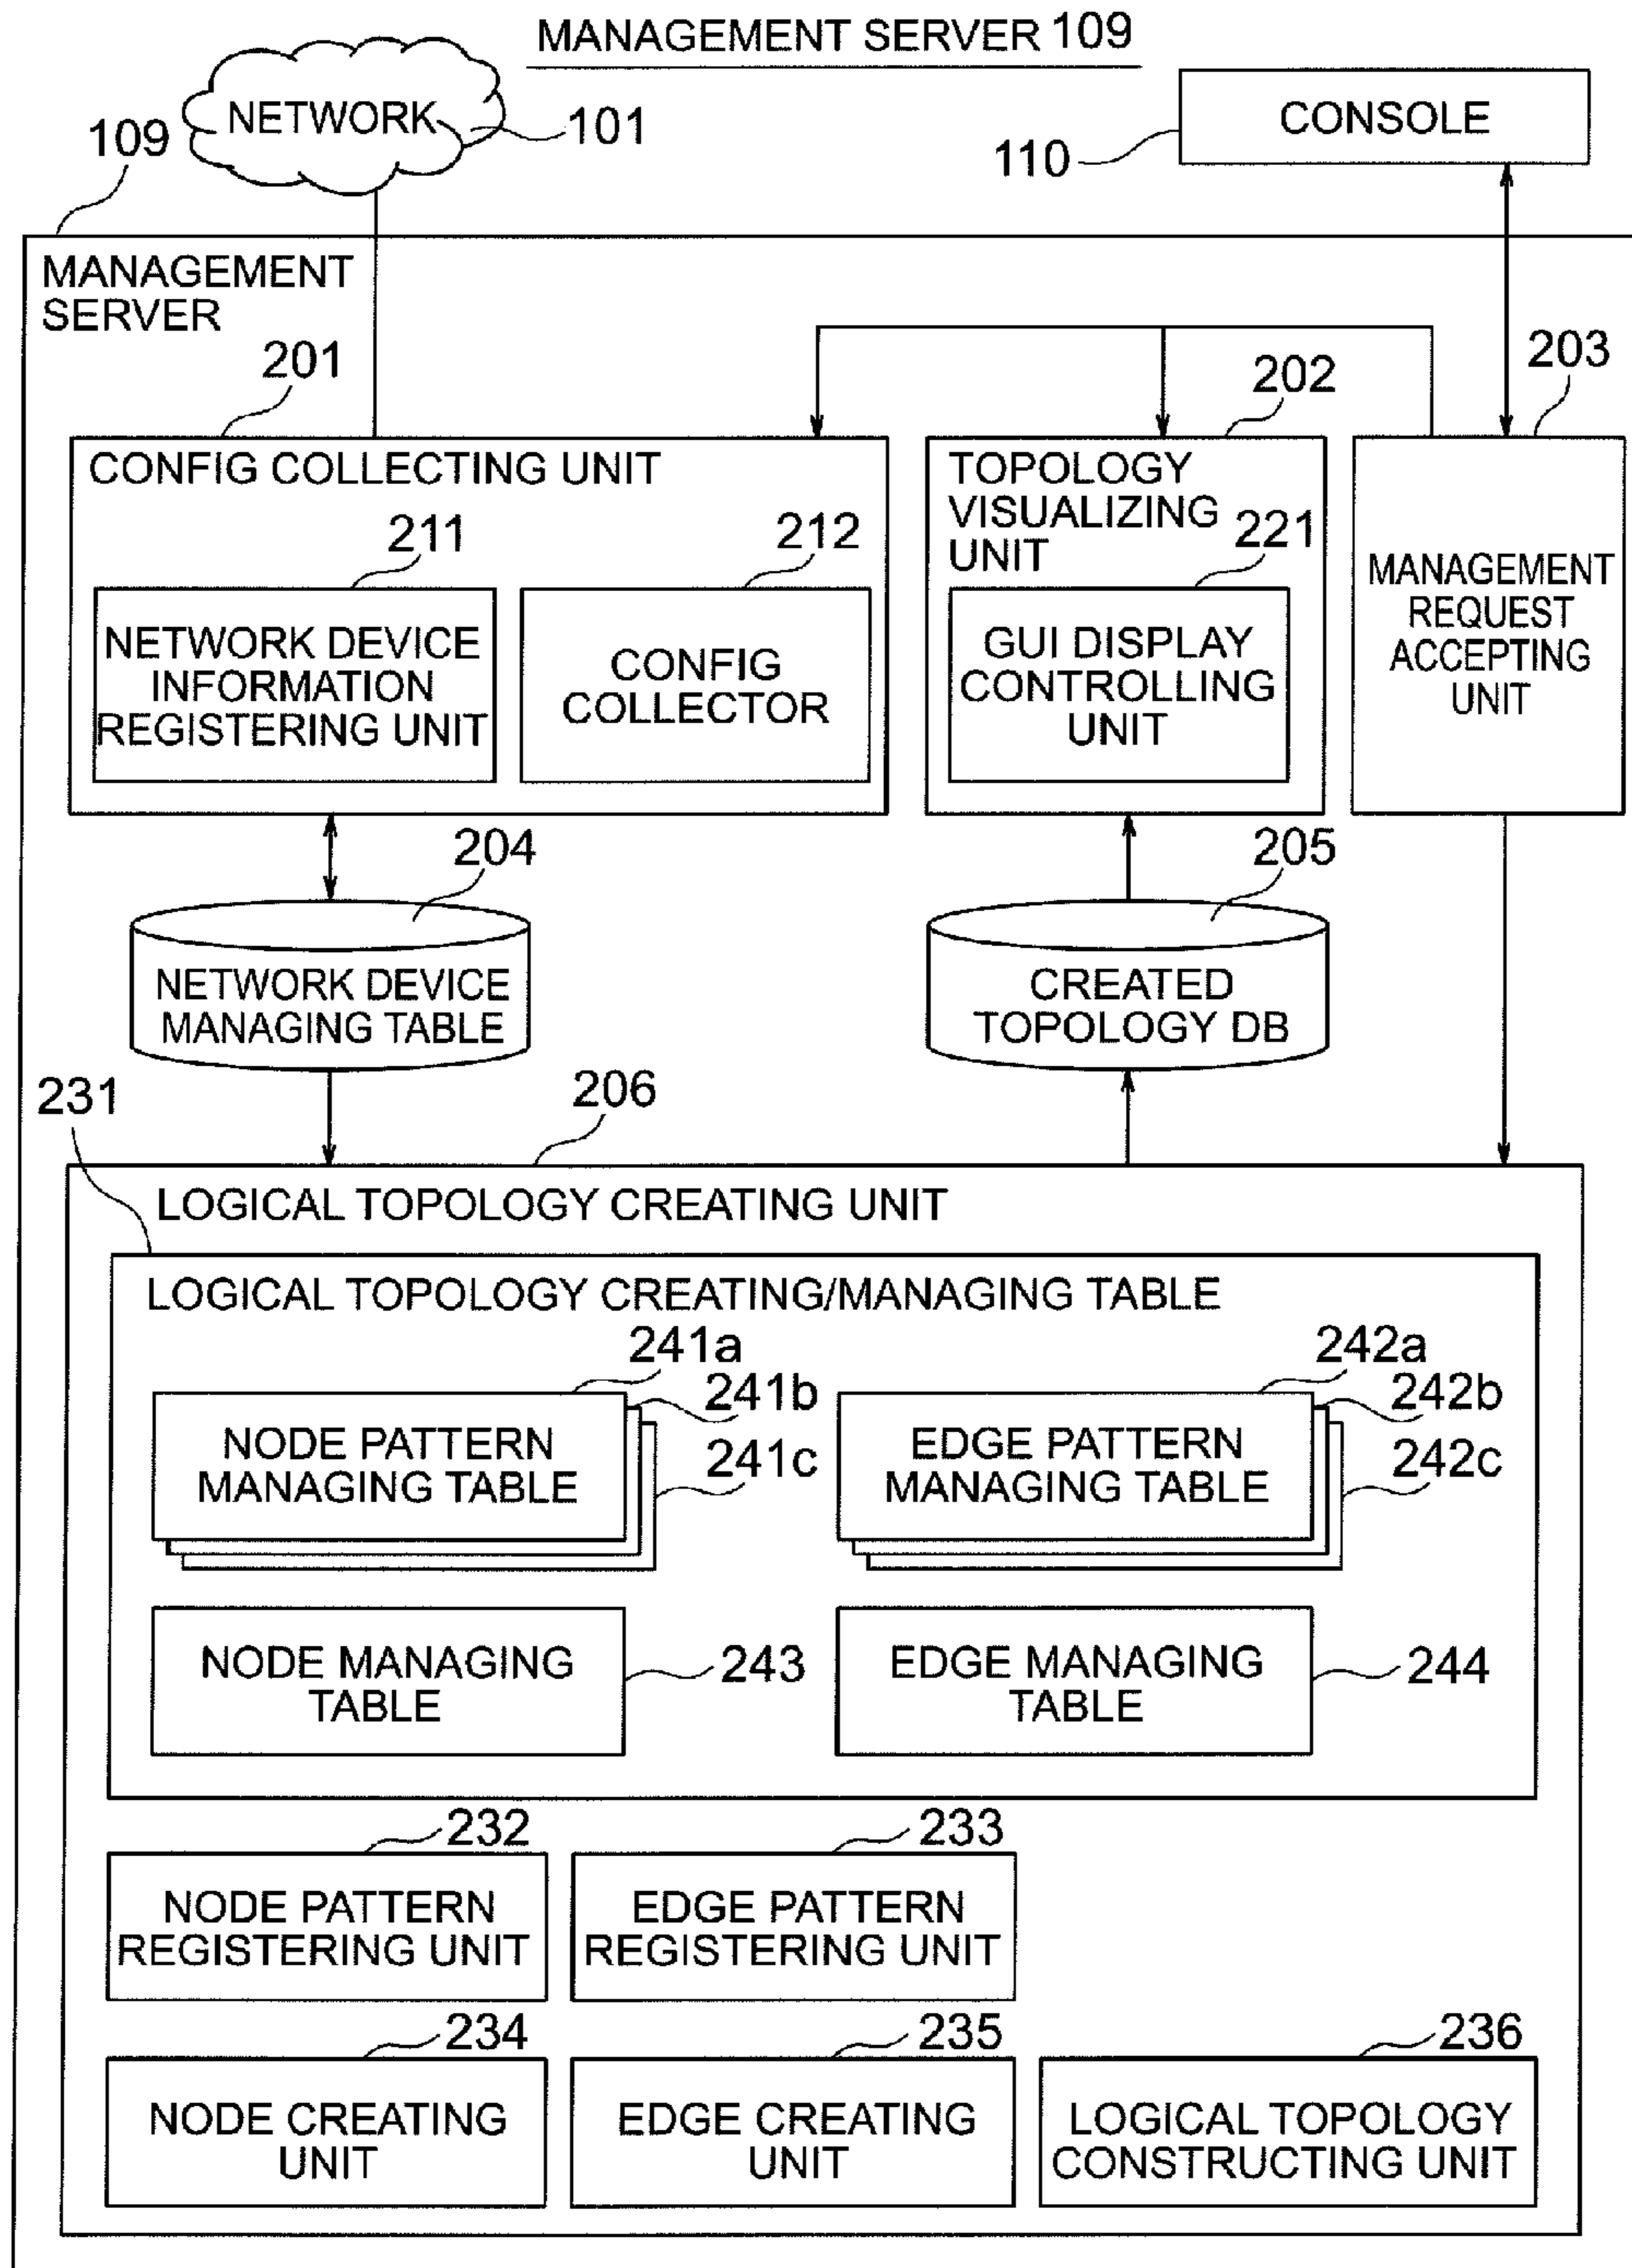 MANAGEMENT SERVER 109
NETWORK
101
CONSOLE
110
109
MANAGEMENT
SERVER
201
202
203
CONFIG COLLECTING UNIT
211
212
NETWORK DEVICE
INFORMATION
REGISTERING UNIT
CONFIG
COLLECTOR
TOPOLOGY
VISUALIZING
UNIT
221
GUI DISPLAY
CONTROLLING
UNIT
MANAGEMENT
REQUEST
ACCEPTING
UNIT
204
205
NETWORK DEVICE
MANAGING TABLE
CREATED
TOPOLOGY DB
231
206
LOGICAL TOPOLOGY CREATING UNIT
LOGICAL TOPOLOGY CREATING/MANAGING TABLE
241a
241b
241c
NODE PATTERN
MANAGING TABLE
242a
242b
242c
EDGE PATTERN
MANAGING TABLE
NODE MANAGING
TABLE
243
EDGE MANAGING
TABLE
244
232
233
NODE PATTERN
REGISTERING UNIT
EDGE PATTERN
REGISTERING UNIT
234
235
236
NODE CREATING
UNIT
EDGE CREATING
UNIT
LOGICAL TOPOLOGY
CONSTRUCTING UNIT